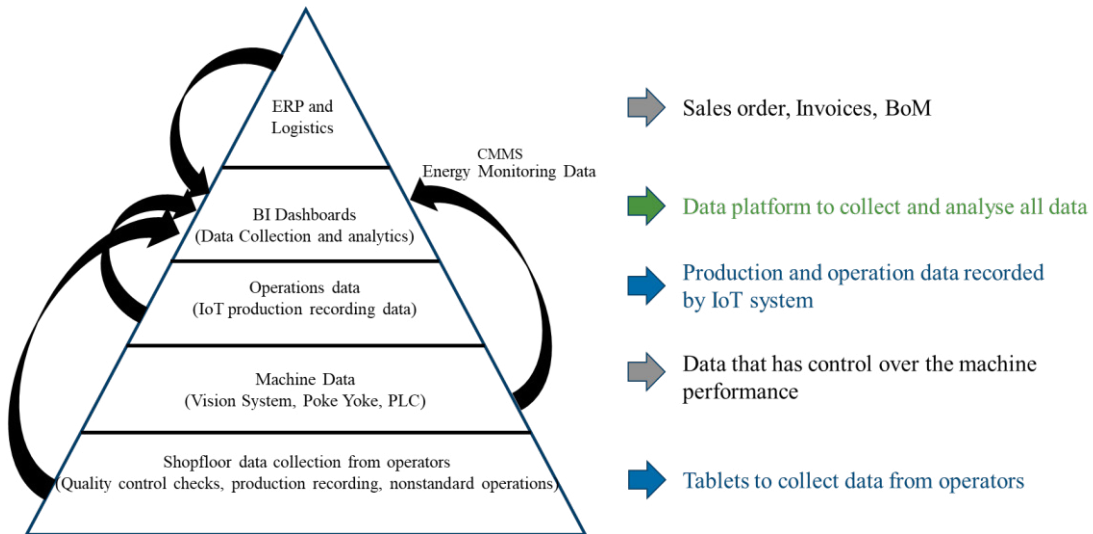 ERP and
Logistics
CMMS
Energy Monitoring Data
BI Dashboards
(Data Collection and analytics)
Operations data
(IoT production recording data)
Machine Data
(Vision System, Poke Yoke, PLC)
Shopfloor data collection from operators
(Quality control checks, production recording, nonstandard operations)
Sales order, Invoices, BoM
Data platform to collect and analyse all data
Production and operation data recorded
by IoT system
Data that has control over the machine
performance
Tablets to collect data from operators